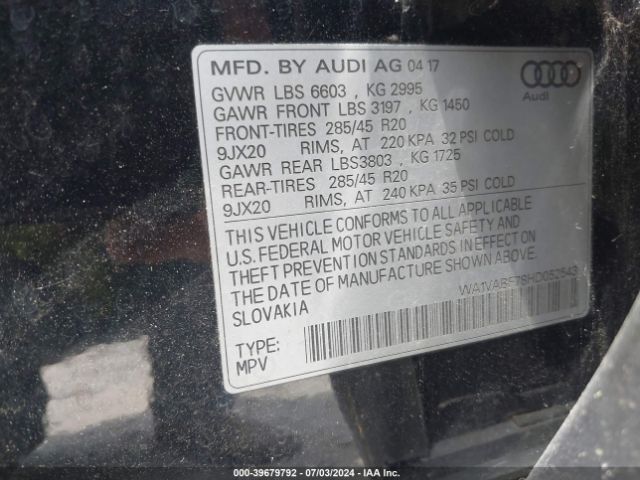 MFD. BY AUDI AG 04 17
Audi
GVWR LBS 6603 , KG 2995
GAWR FRONT LBS 3197 , KG 1450
FRONT-TIRES 285/45 R20
9JX20 RIMS, AT 220 KPA 32 PSI COLD
GAWR REAR LBS3803 , KG 1725
REAR-TIRES 285/45 R20
9JX20 RIMS, AT 240 KPA 35 PSI COLD
THIS VEHICLE CONFORMS TO ALL APPLICABLE
U.S. FEDERAL MOTOR VEHICLE SAFETY AND
THEFT PREVENTION STANDARDS IN EFFECT ON
THE DATE OF MANUFACTURE SHOWN ABOVE.
SLOVAKIA
TYPE:
MPV
000-39679792 - 07/03/2024 - IAA Inc.